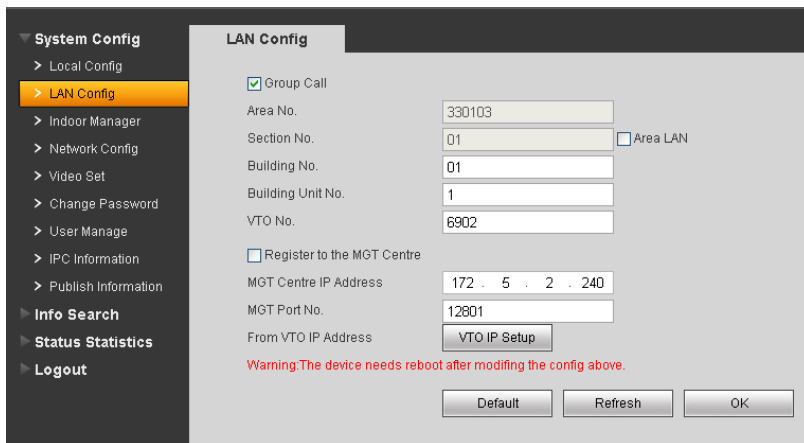 System Config
Local Config
LAN Config
Indoor Manager
Network Config
Video Set
Change Password
User Manage
IPC Information
Publish Information
Info Search
Status Statistics
Logout
LAN Config
Group Call
Area No. 330103
Section No. 01 Area LAN
Building No. 01
Building Unit No. 1
VTO No. 6902
Register to the MGT Centre
MGT Centre IP Address 172 . 5 . 2 . 240
MGT Port No. 12801
From VTO IP Address VTO IP Setup
Warning:The device needs reboot after modifing the config above.
Default Refresh OK